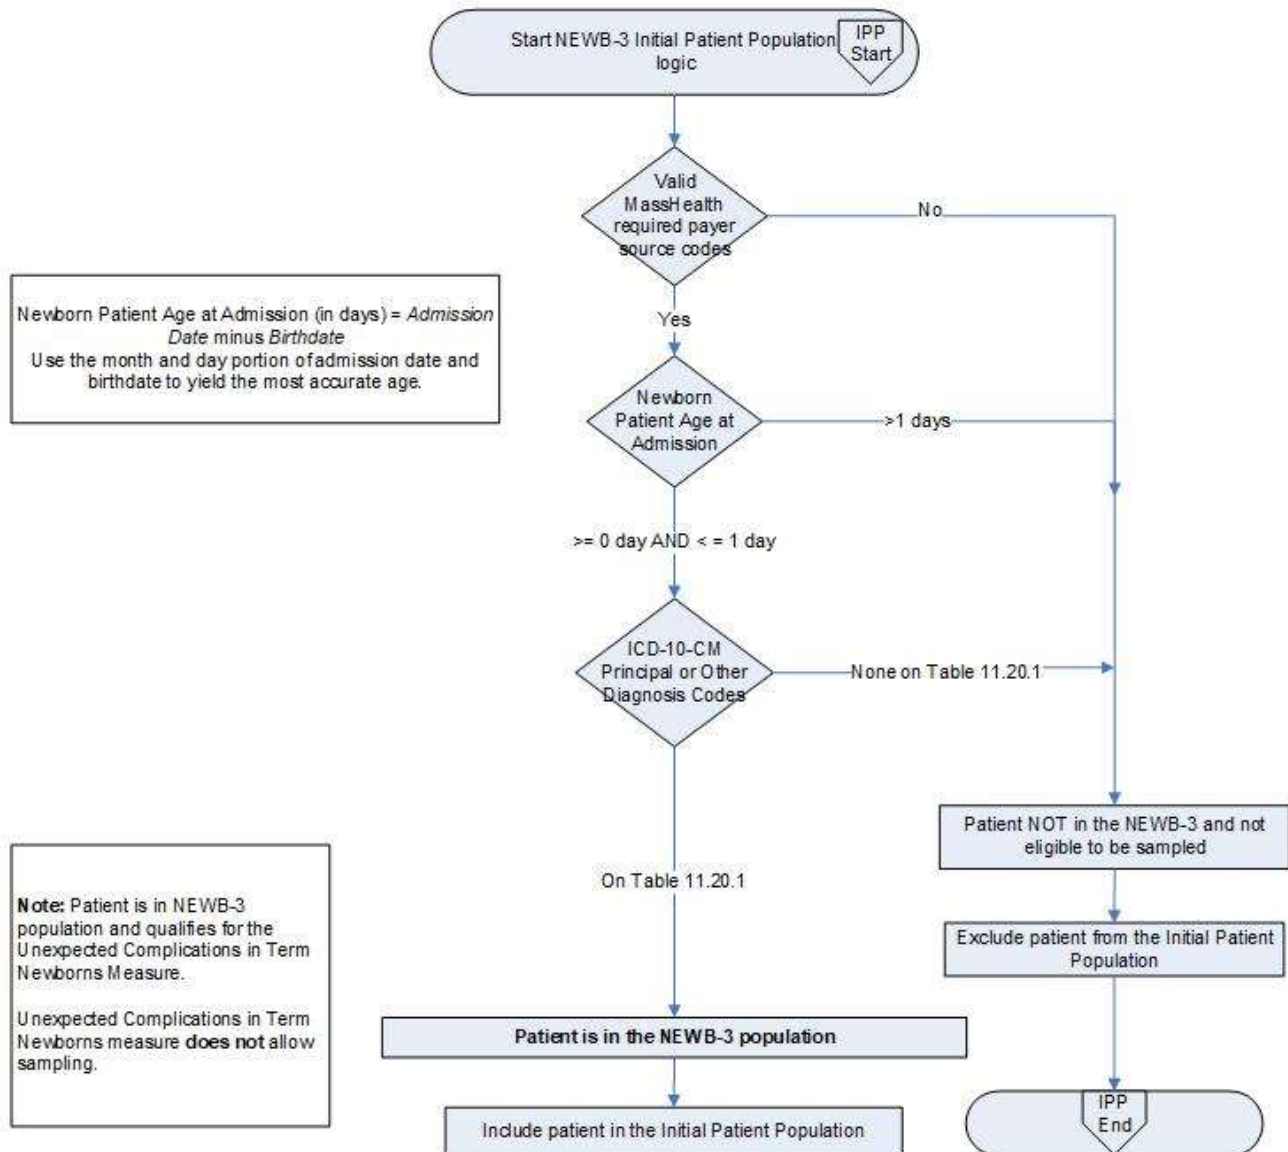 Start NEWB-3 Initial Patient Population
logic
IPP
Start
Valid
MassHealth
required payer
source codes
No
Newborn Patient Age at Admission (in days) = Admission
Date minus Birthdate
Use the month and day portion of admission date and
birthdate to yield the most accurate age.
Yes
Newborn
Patient Age at
Admission
>1 days
>= 0 day AND < = 1 day
ICD-10-CM
Principal or Other
Diagnosis Codes
None on Table 11.20.1
On Table 11.20.1
Patient NOT in the NEWB-3 and not
eligible to be sampled
Note: Patient is in NEWB-3
population and qualifies for the
Unexpected Complications in Term
Newborns Measure.
Unexpected Complications in Term
Newborns measure does not allow
sampling.
Exclude patient from the Initial Patient
Population
Patient is in the NEWB-3 population
Include patient in the Initial Patient Population
IPP
End